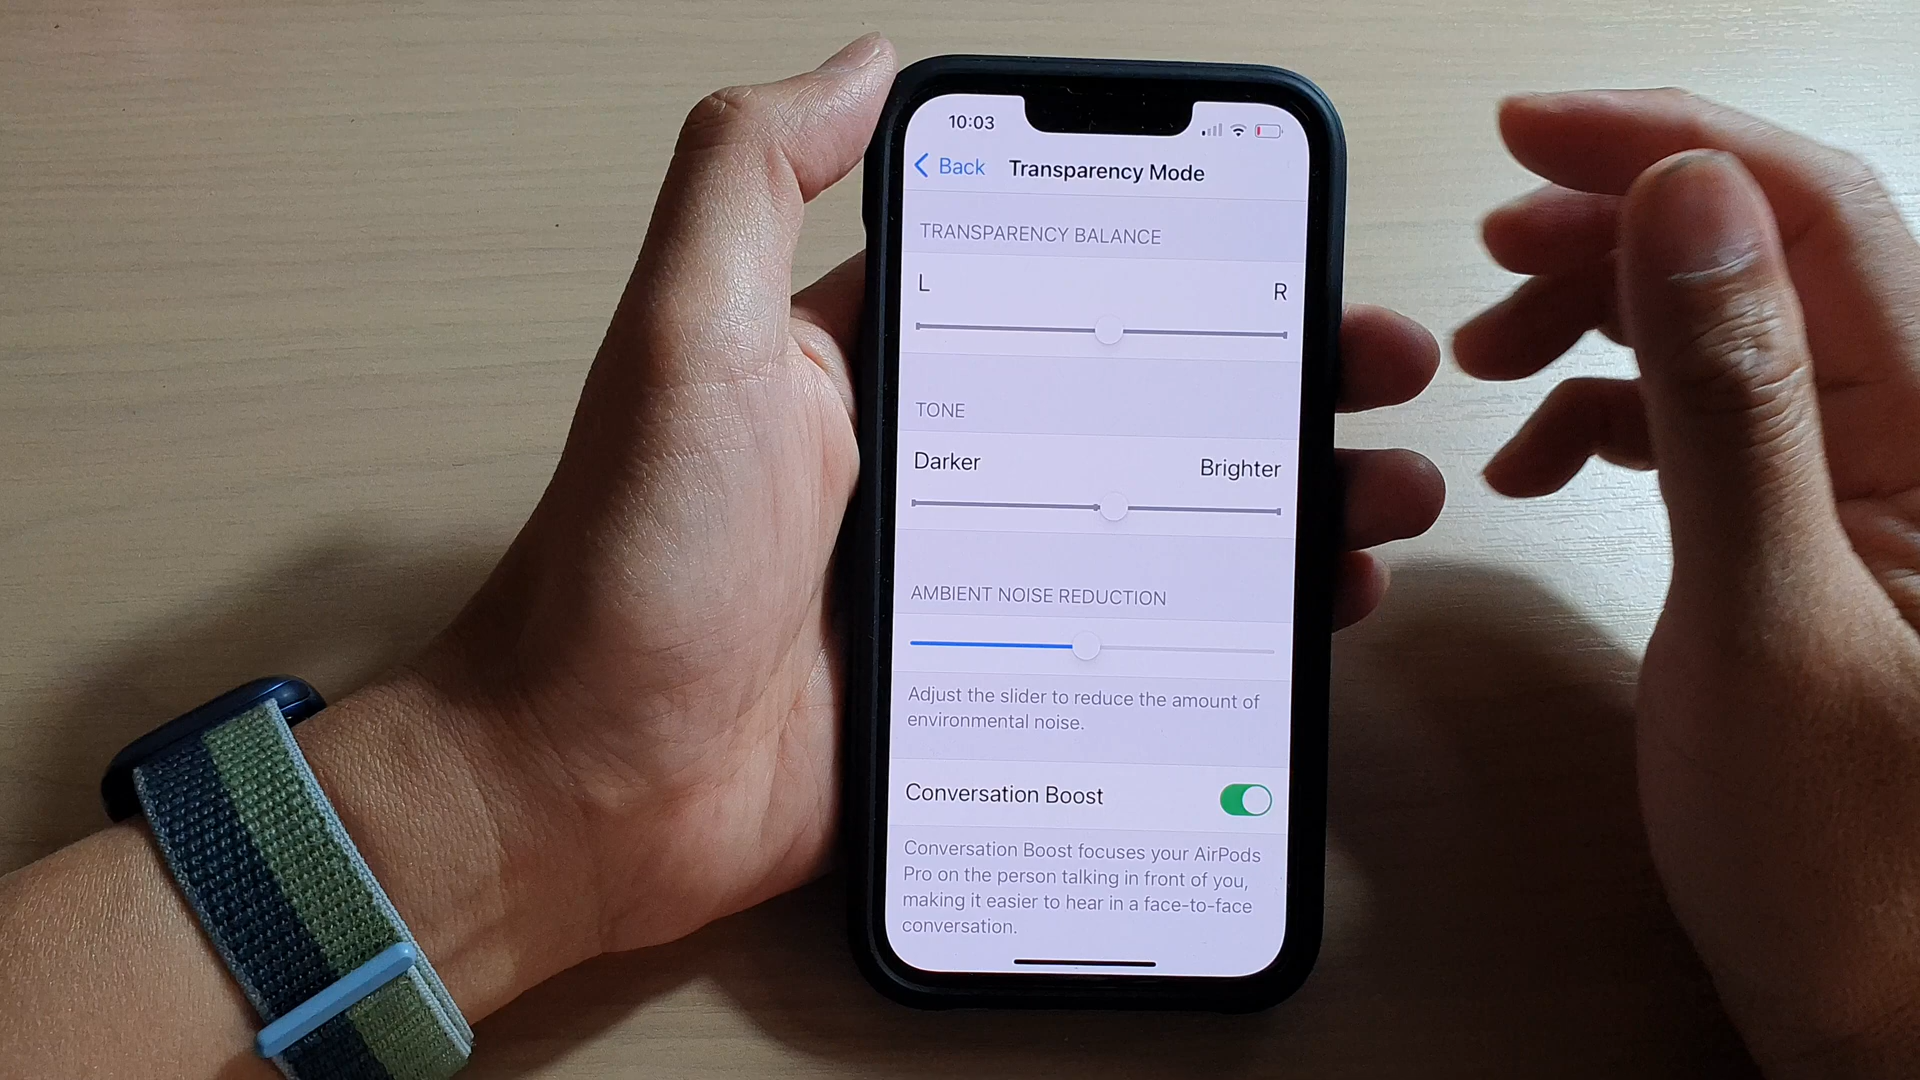 10:03
Back Transparency Mode
TRANSPARENCY BALANCE
L R
TONE
Darker Brighter
AMBIENT NOISE REDUCTION
Adjust the slider to reduce the amount of
environmental noise.
Conversation Boost
Conversation Boost focuses your AirPods
Pro on the person talking in front of you,
making it easier to hear in a face-to-face
conversation.